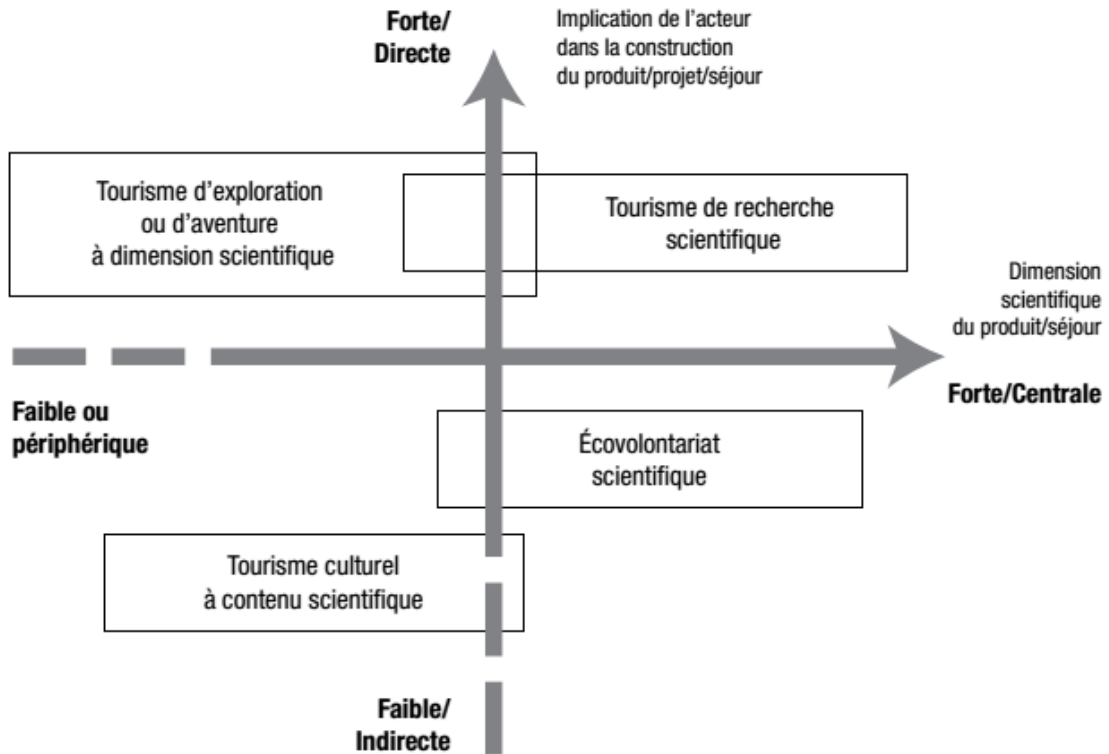 Forte/
Directe
Implication de l'acteur
dans la construction
du produit/projet/séjour
Tourisme d'exploration
ou d'aventure
à dimension scientifique
Tourisme de recherche
scientifique
Dimension
scientifique
du produit/séjour
Forte/Centrale
Faible ou
périphérique
Écovolontariat
scientifique
Tourisme culturel
à contenu scientifique
Faible/
Indirecte